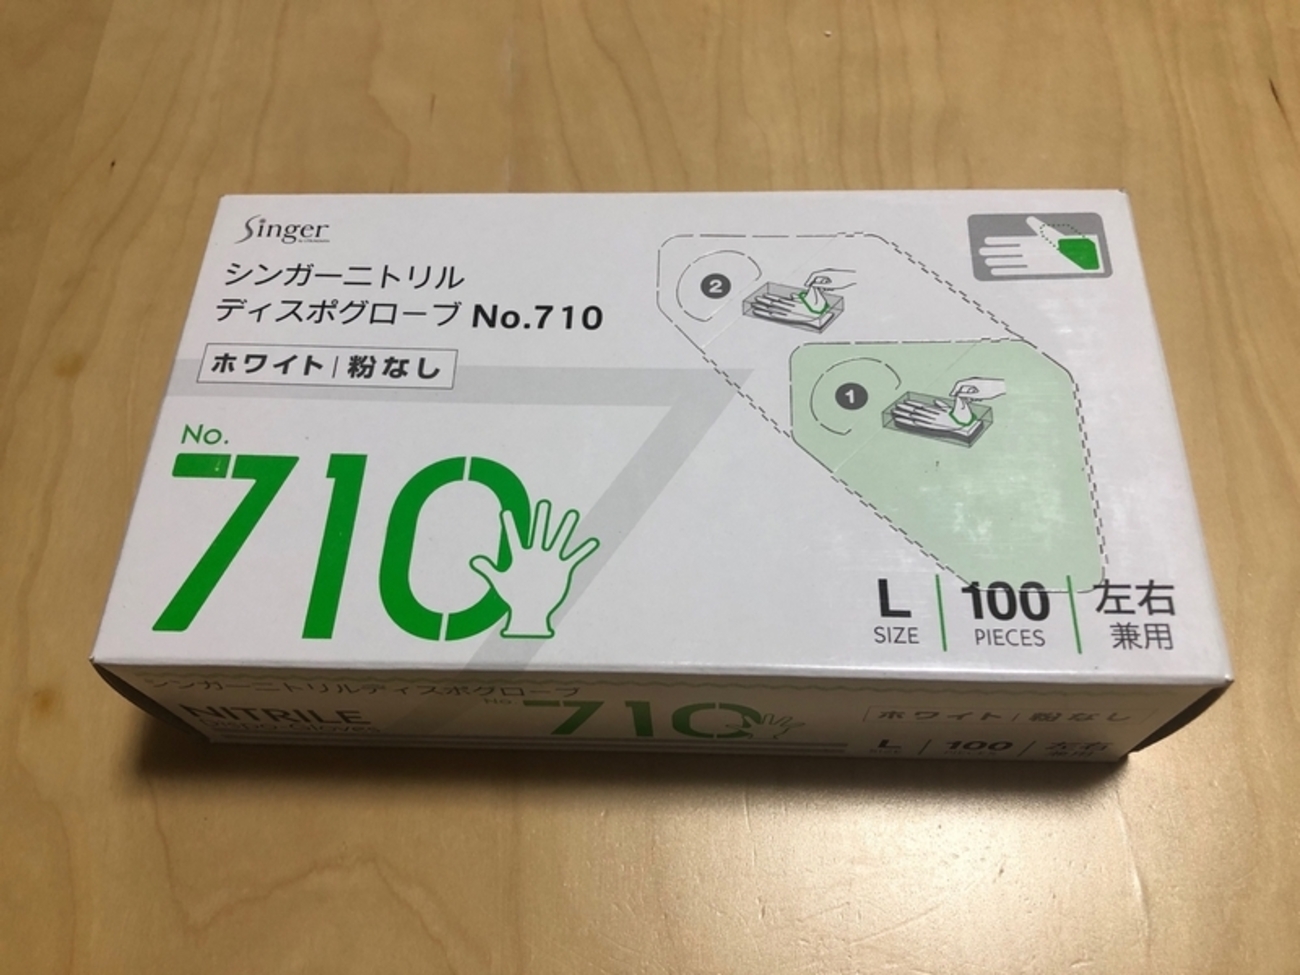 Singer
シンガーニトリル
ディスポグローブ No.710
ホワイト | 粉なし
No.
710
2
1
L
SIZE
100
PIECES
左右
兼用
シンガーニトリルディスポグローブ
NITRILE
No.
710
ホワイト | 粉なし
L
100
左右
兼用